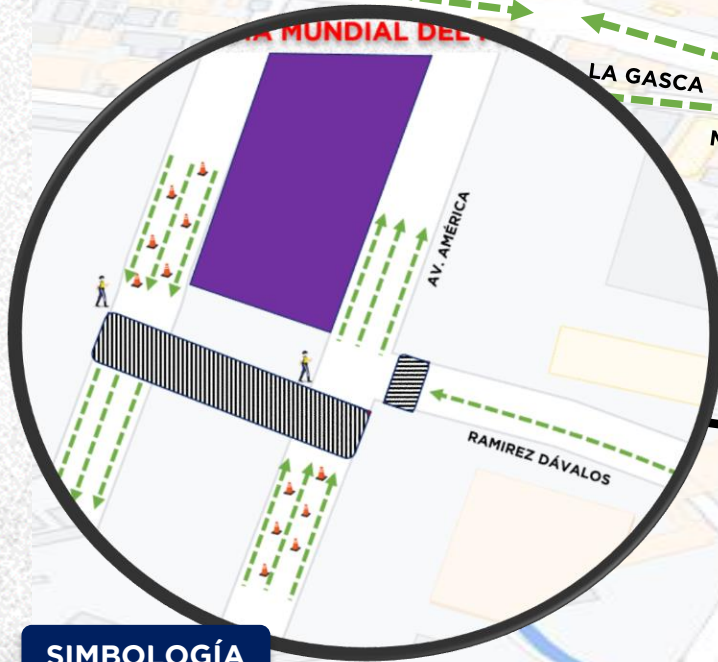 MUNDIAL DEL
LA GASCA
AV. AMÉRICA
RAMIREZ DÁVALOS
SIMBOLOGÍA